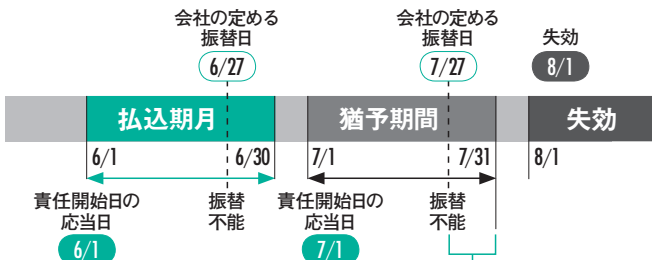 会社の定める
振替日
6/27
会社の定める
振替日
7/27
失効
8/1
払込期月
猶予期間
失効
6/1
6/30
7/1
7/31
8/1
責任開始日の
応当日
6/1
振替
不能
責任開始日の
応当日
7/1
振替
不能